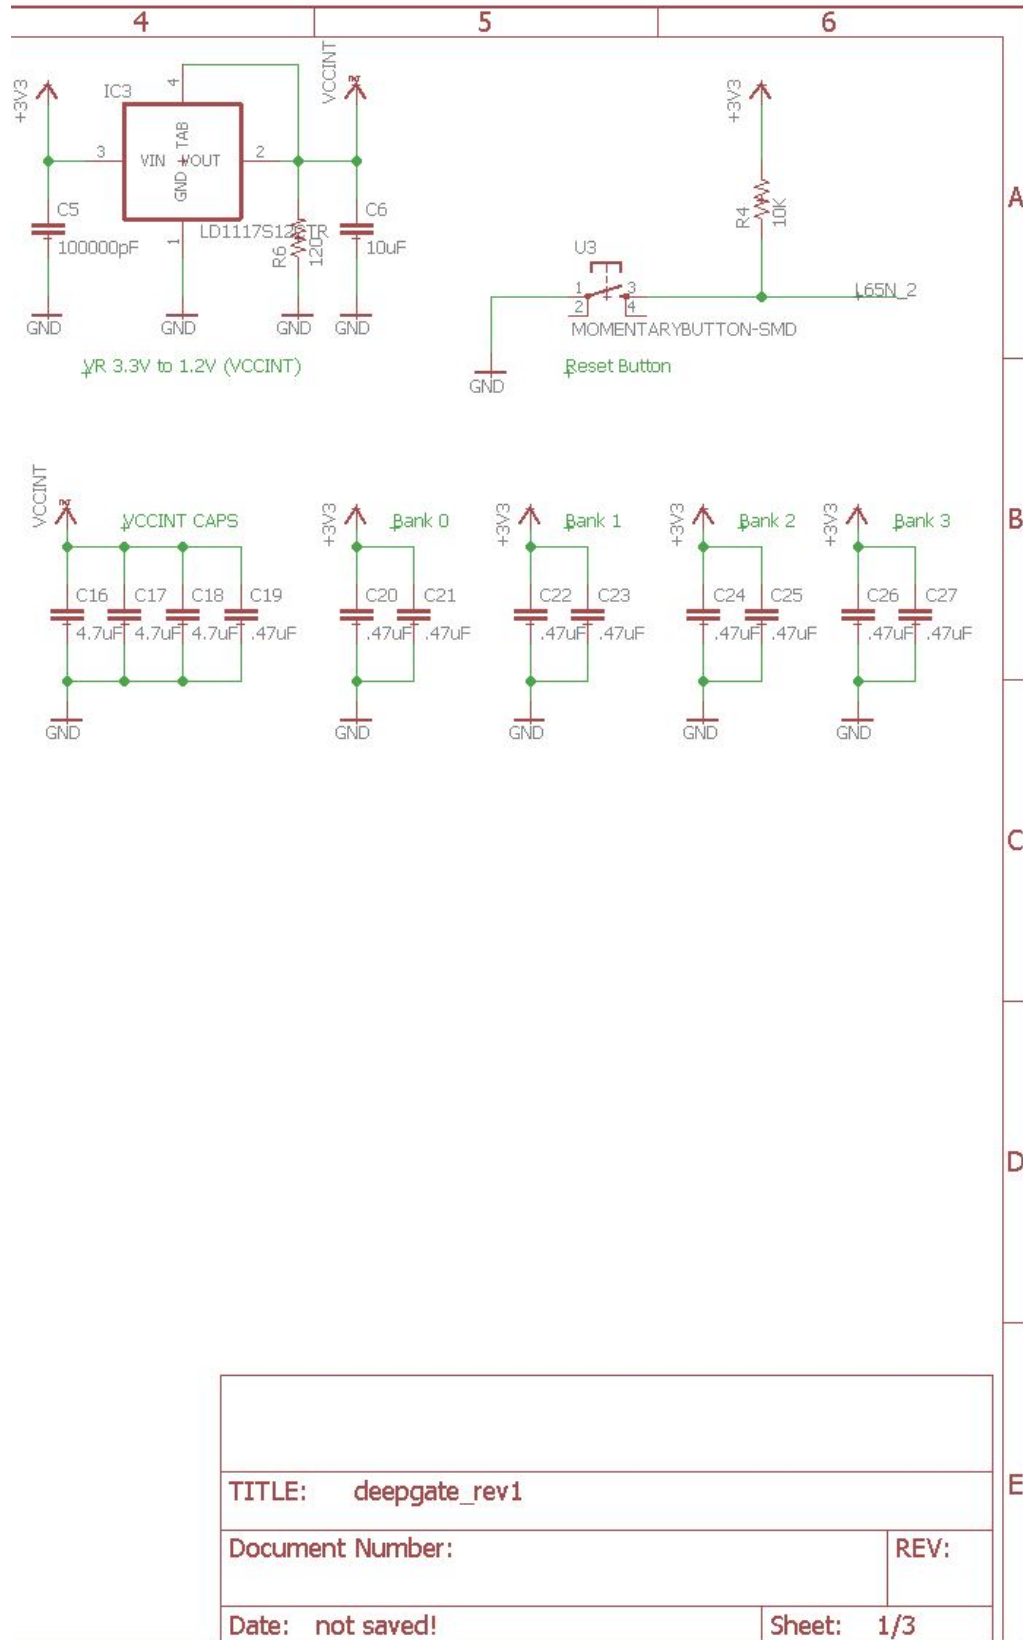 4 5 6
+3V3
IC3
4
VCCINT
+3V3
3
VIN
TAB
VOUT
GND
2
1
A
C5
100000pF
LD1117S12CTR
R6
120
C6
10uF
R4
10K
U3
1 3
2 4
L65N_2
MOMENTARYBUTTON-SMD
GND GND GND GND
VR 3.3V to 1.2V (VCCINT)
GND
Reset Button
VCCINT
VCCINT CAPS
+3V3
Bank 0
+3V3
Bank 1
+3V3
Bank 2
+3V3
Bank 3
B
C16 C17 C18 C19 C20 C21 C22 C23 C24 C25 C26 C27
4.7uF 4.7uF 4.7uF .47uF .47uF .47uF .47uF .47uF .47uF .47uF .47uF .47uF
GND GND GND GND GND
C
D
E
TITLE: deepgate_rev1
Document Number:
REV:
Date: not saved!
Sheet: 1/3